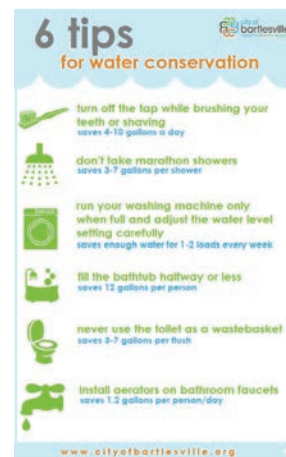 6 tips
city of
bartlesville
for water conservation
turn off the tap while brushing your
teeth or shaving
saves 4-10 gallons a day
don't take marathon showers
saves 3-7 gallons per shower
run your washing machine only
when full and adjust the water level
setting carefully
saves enough water for 1-2 loads every week
fill the bathtub halfway or less
saves 12 gallons per person
never use the toilet as a wastebasket
saves 3-7 gallons per flush
install aerators on bathroom faucets
saves 1.2 gallons per person/day
www.cityofbartlesville.org